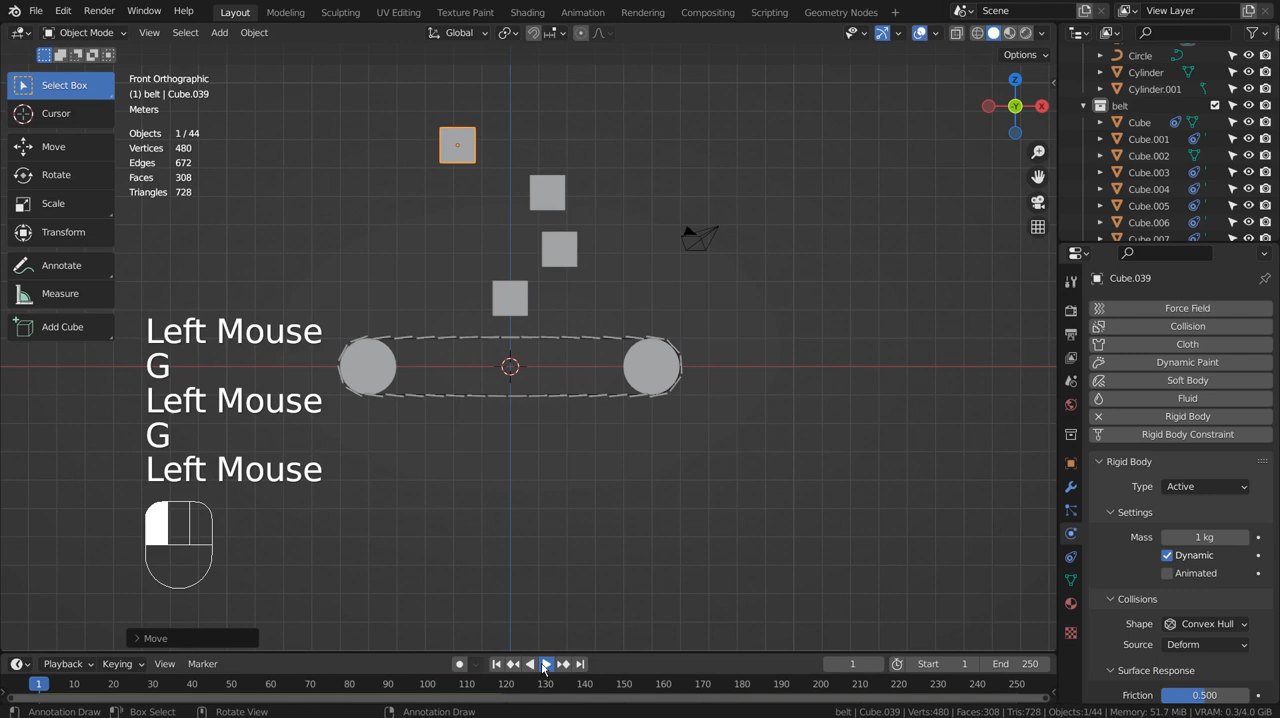 File Edit Render Window Help Layout Modeling Sculpting UV Editing Texture Paint Shading Animation Rendering Compositing Scripting Geometry Nodes Scene View Layer
Object Mode View Select Add Object Global
Options
Select Box
Cursor
Move
Rotate
Scale
Transform
Annotate
Measure
Add Cube
Front Orthographic
(1) belt | Cube.039
Meters
Objects 1 / 44
Vertices 480
Edges 672
Faces 308
Triangles 728
Z
X
Y
Left Mouse
G
Left Mouse
G
Left Mouse
Move
Circle
Cylinder
Cylinder.001
belt
Cube
Cube.001
Cube.002
Cube.003
Cube.004
Cube.005
Cube.006
Cube.007
Cube.039
Force Field
Collision
Cloth
Dynamic Paint
Soft Body
Fluid
Rigid Body
Rigid Body Constraint
Rigid Body
Type Active
Settings
Mass 1 kg
Dynamic
Animated
Collisions
Shape Convex Hull
Source Deform
Surface Response
Friction 0.500
Playback Keying View Marker 1 Start 1 End 250
1 10 20 30 40 50 60 70 80 90 100 110 120 130 140 150 160 170 180 190 200 210 220 230 240 250
Annotation Draw Box Select Rotate View Annotation Draw belt | Cube.039 | Verts:480 | Faces:308 | Tris:728 | Objects:1/44 | Memory: 51.7 MiB | VRAM: 0.3/4.0 GiB